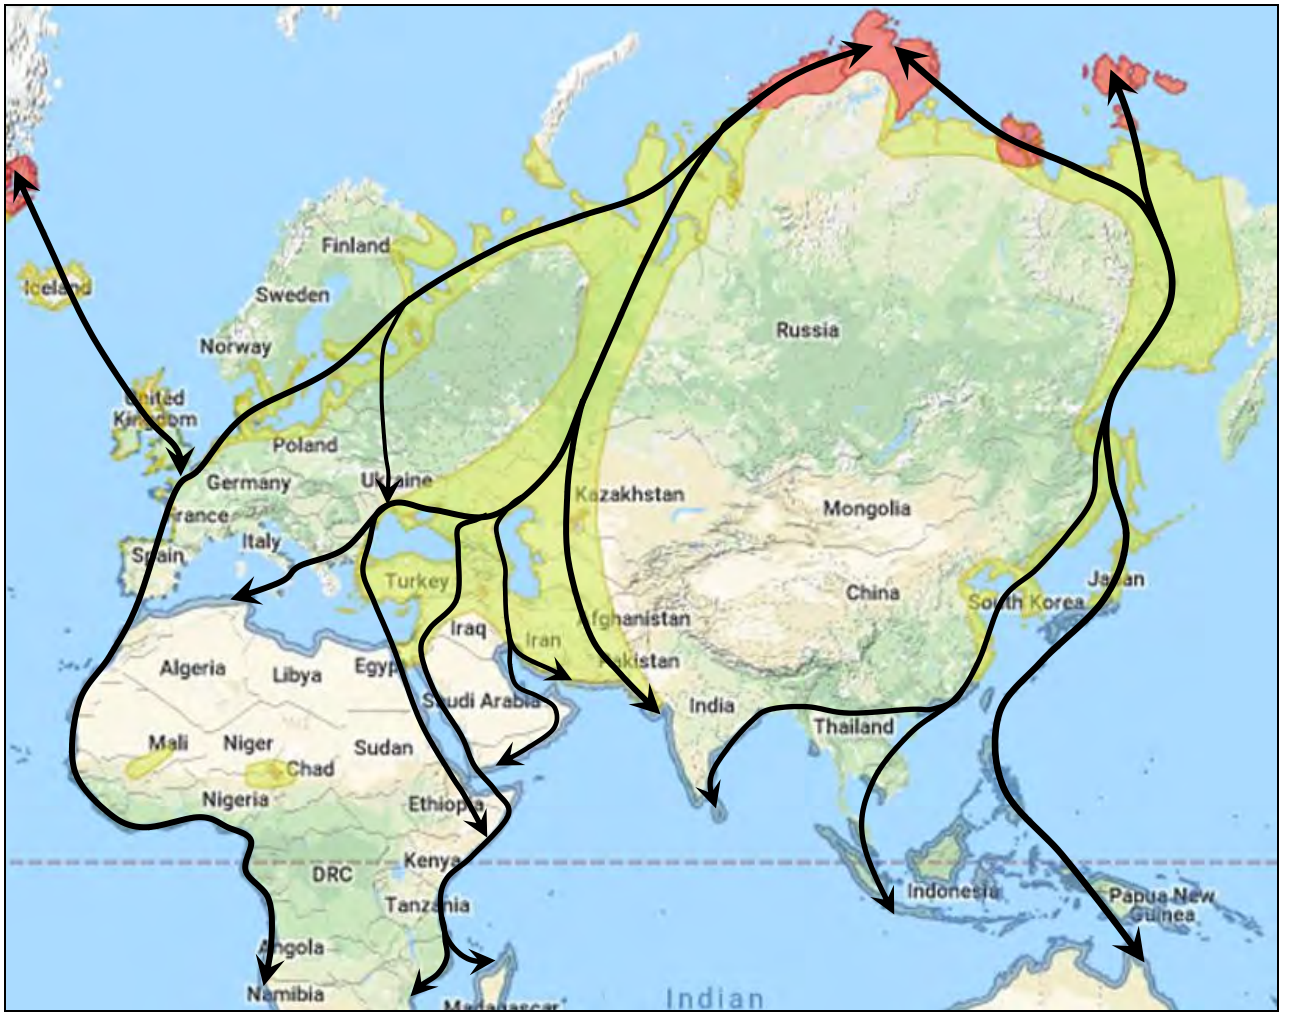 Finland
Iceland
Sweden
Norway
Russia
United
Kingdom
Poland
Germany
Ukraine
Kazakhstan
Mongolia
France
Italy
Spain
Turkey
China
Japan
South Korea
Afghanistan
Iraq
Iran
Pakistan
Algeria
Libya
Egypt
Saudi Arabia
India
Thailand
Mali
Niger
Sudan
Chad
Nigeria
Ethiopia
Kenya
DRC
Indonesia
Papua New
Guinea
Tanzania
Angola
Namibia
Madagascar
Indian